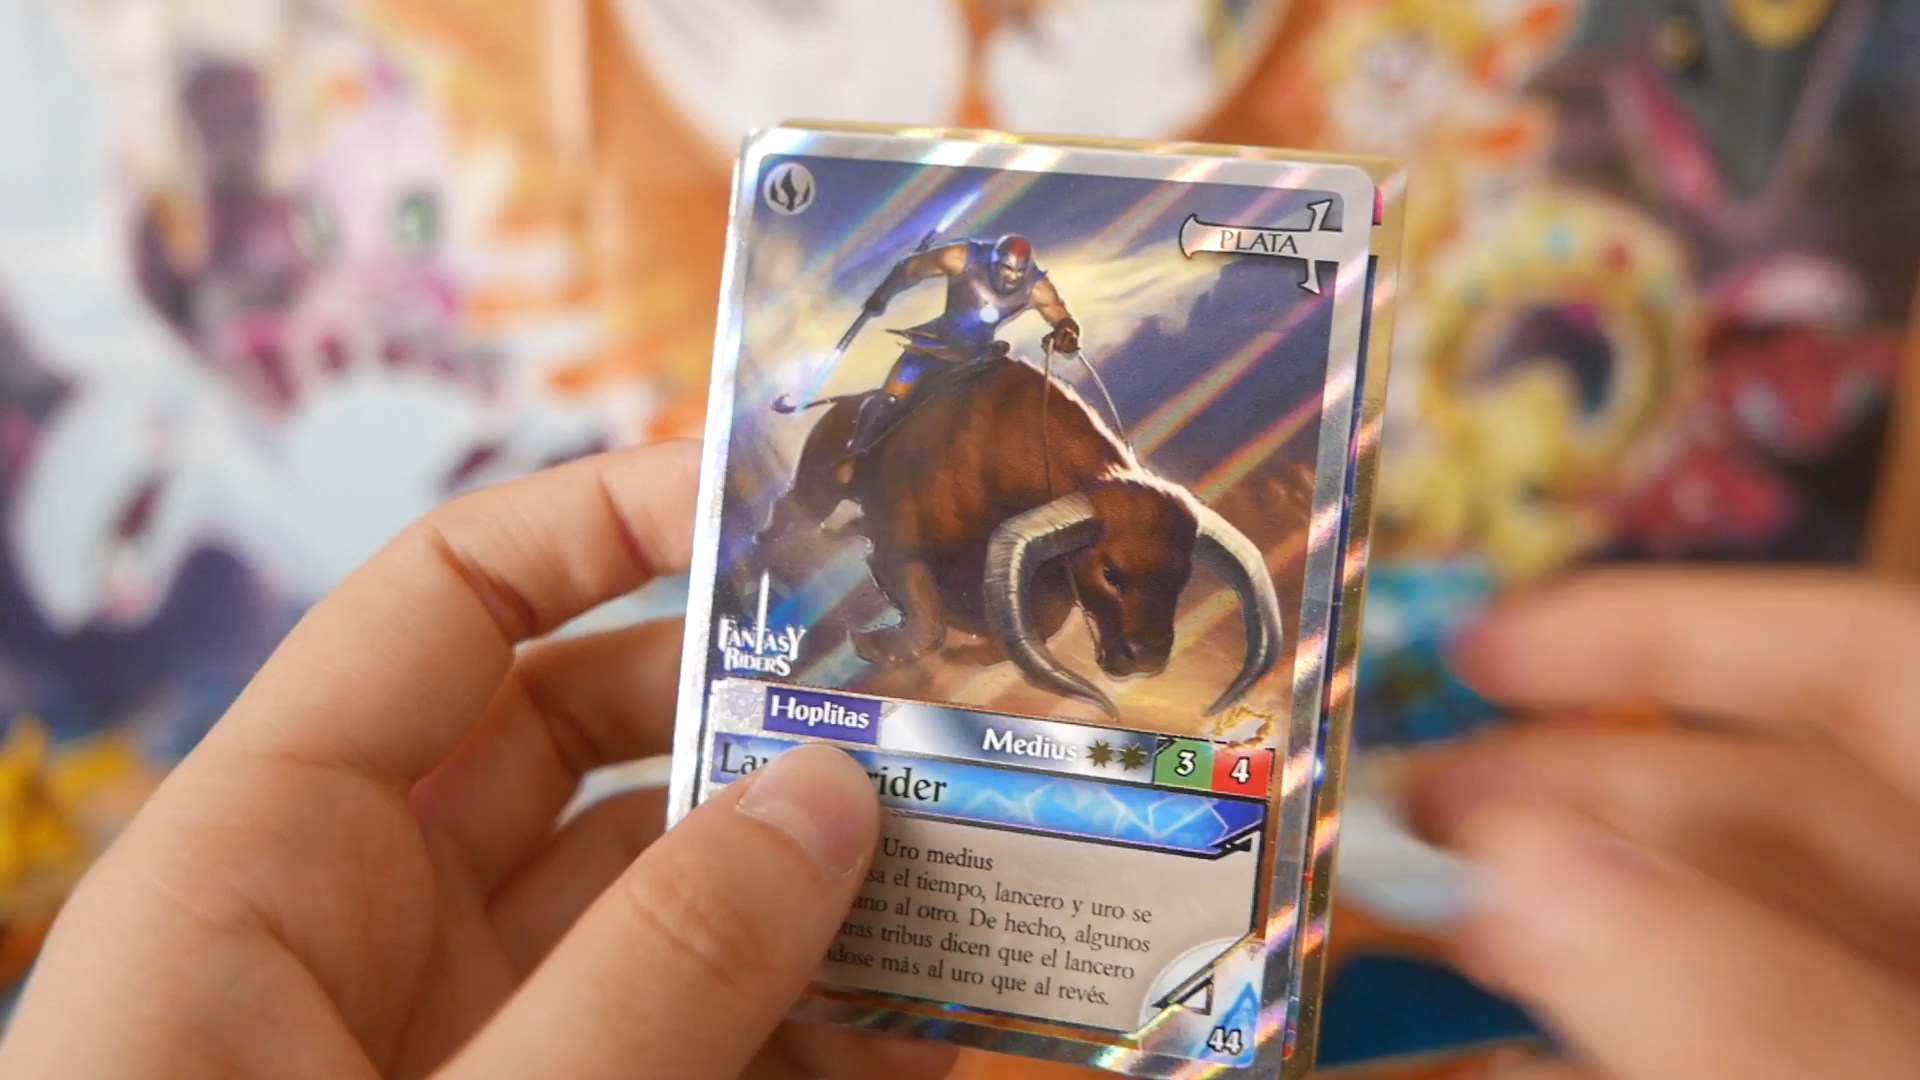 PLATA
FANTASY
RIDERS
Hoplitas
Medius
3
4
rider
Uro medius
el tiempo, lancero y uro se
al otro. De hecho, algunos
tribus dicen que el lancero
más al uro que al revés.
44